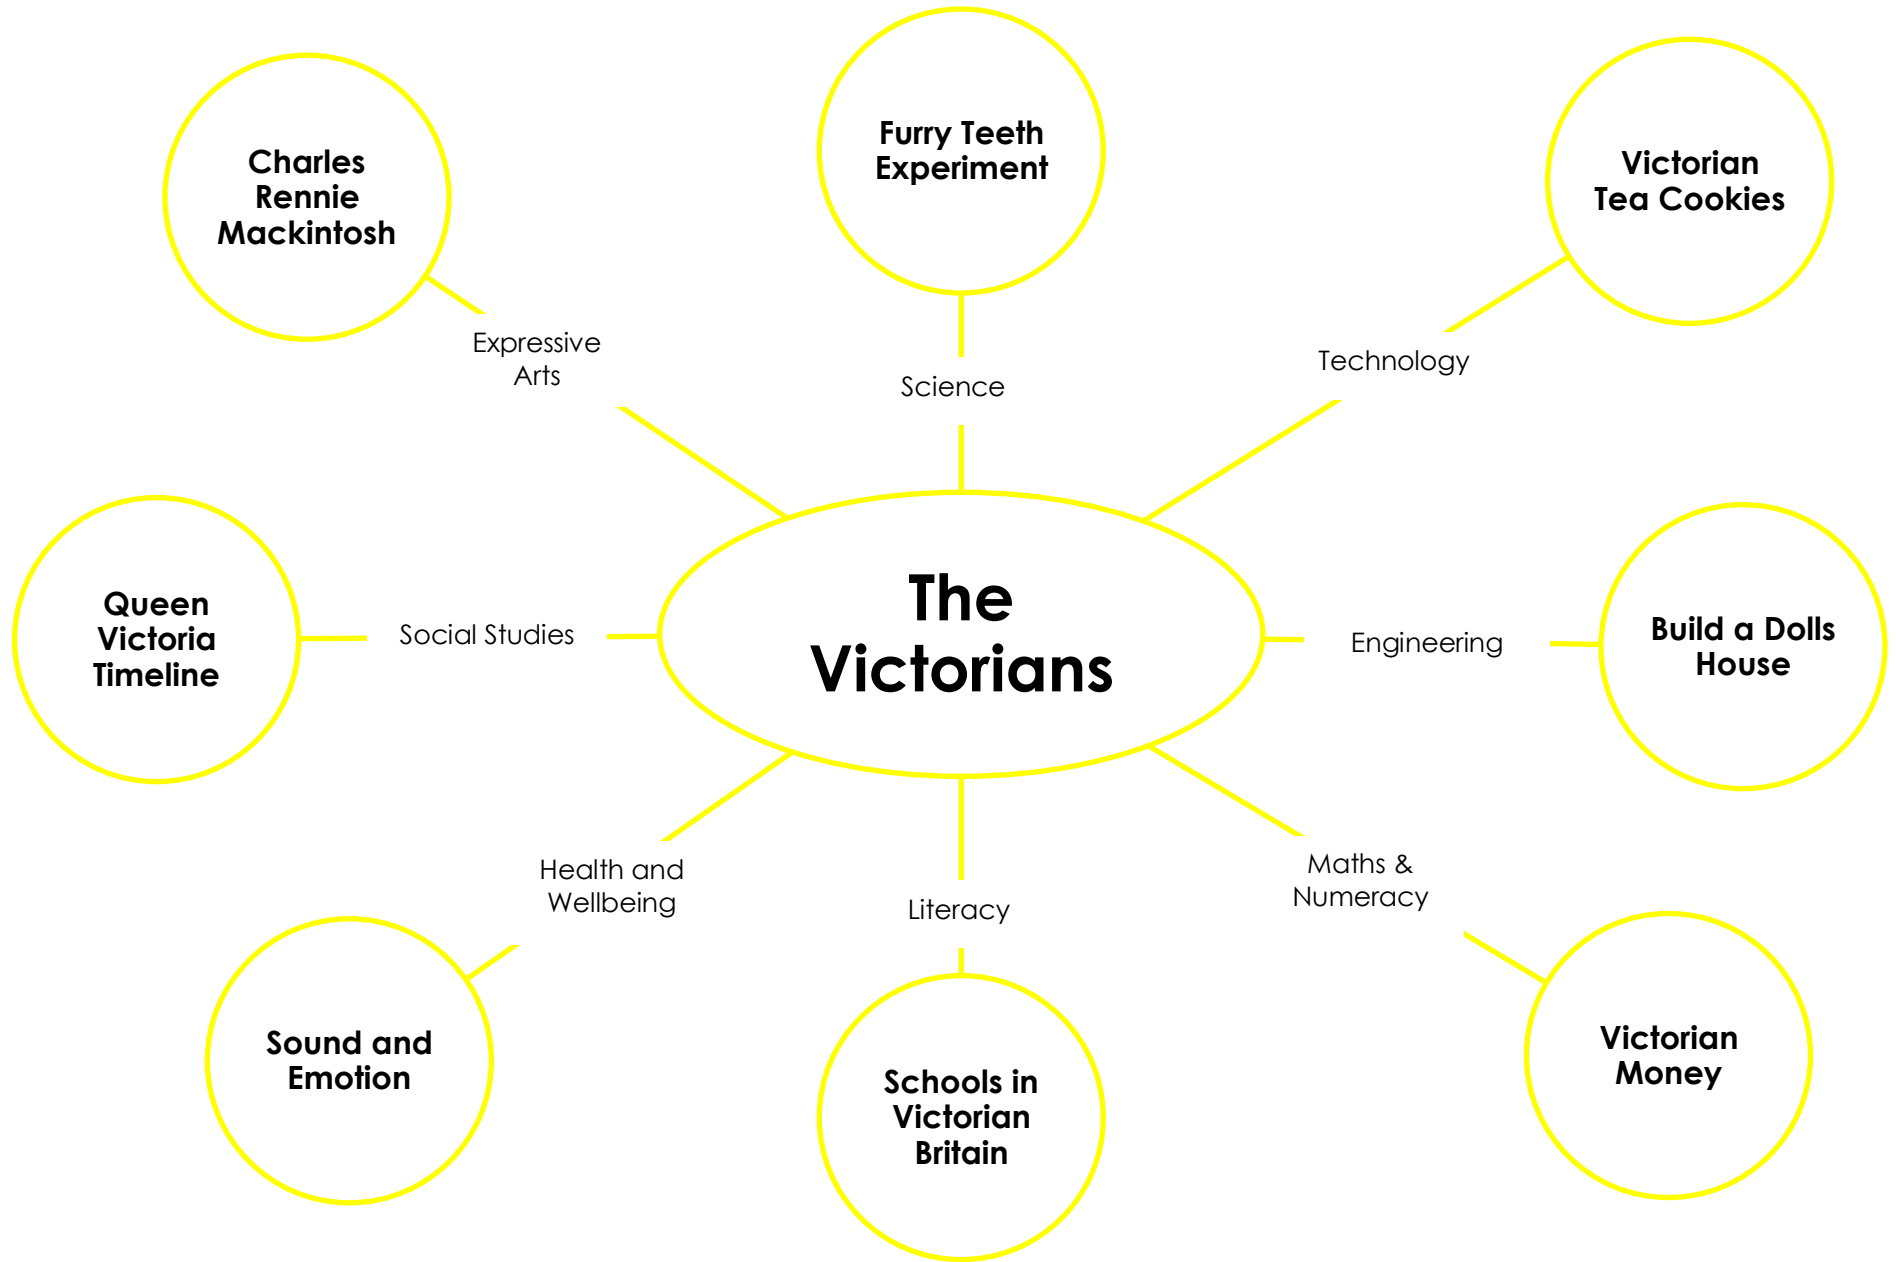 Furry Teeth
Experiment
Charles
Rennie
Mackintosh
Victorian
Tea Cookies
Expressive
Arts
Science
Technology
Queen
Victoria
Timeline
Social Studies
The
Victorians
Engineering
Build a Dolls
House
Health and
Wellbeing
Literacy
Maths &
Numeracy
Sound and
Emotion
Schools in
Victorian
Britain
Victorian
Money